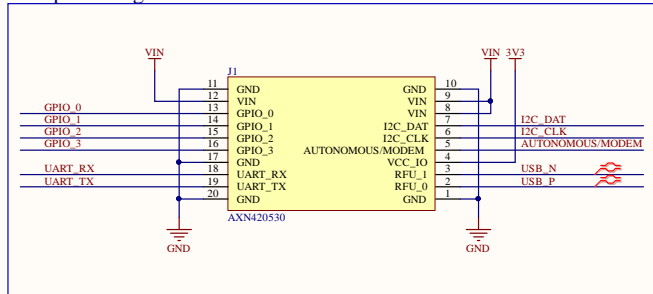 VIN
VIN 3V3
J1
11 GND GND 10
12 VIN VIN 9
GPIO_0 13 GPIO_0 VIN 8
GPIO_1 14 GPIO_1 I2C_DAT 7 I2C_DAT
GPIO_2 15 GPIO_2 I2C_CLK 6 I2C_CLK
GPIO_3 16 GPIO_3 AUTONOMOUS/MODEM 5 AUTONOMOUS/MODEM
17 GND VCC_IO 4
UART_RX 18 UART_RX RFU_1 3 USB_N
UART_TX 19 UART_TX RFU_0 2 USB_P
20 GND GND 1
AXN420530
GND
GND